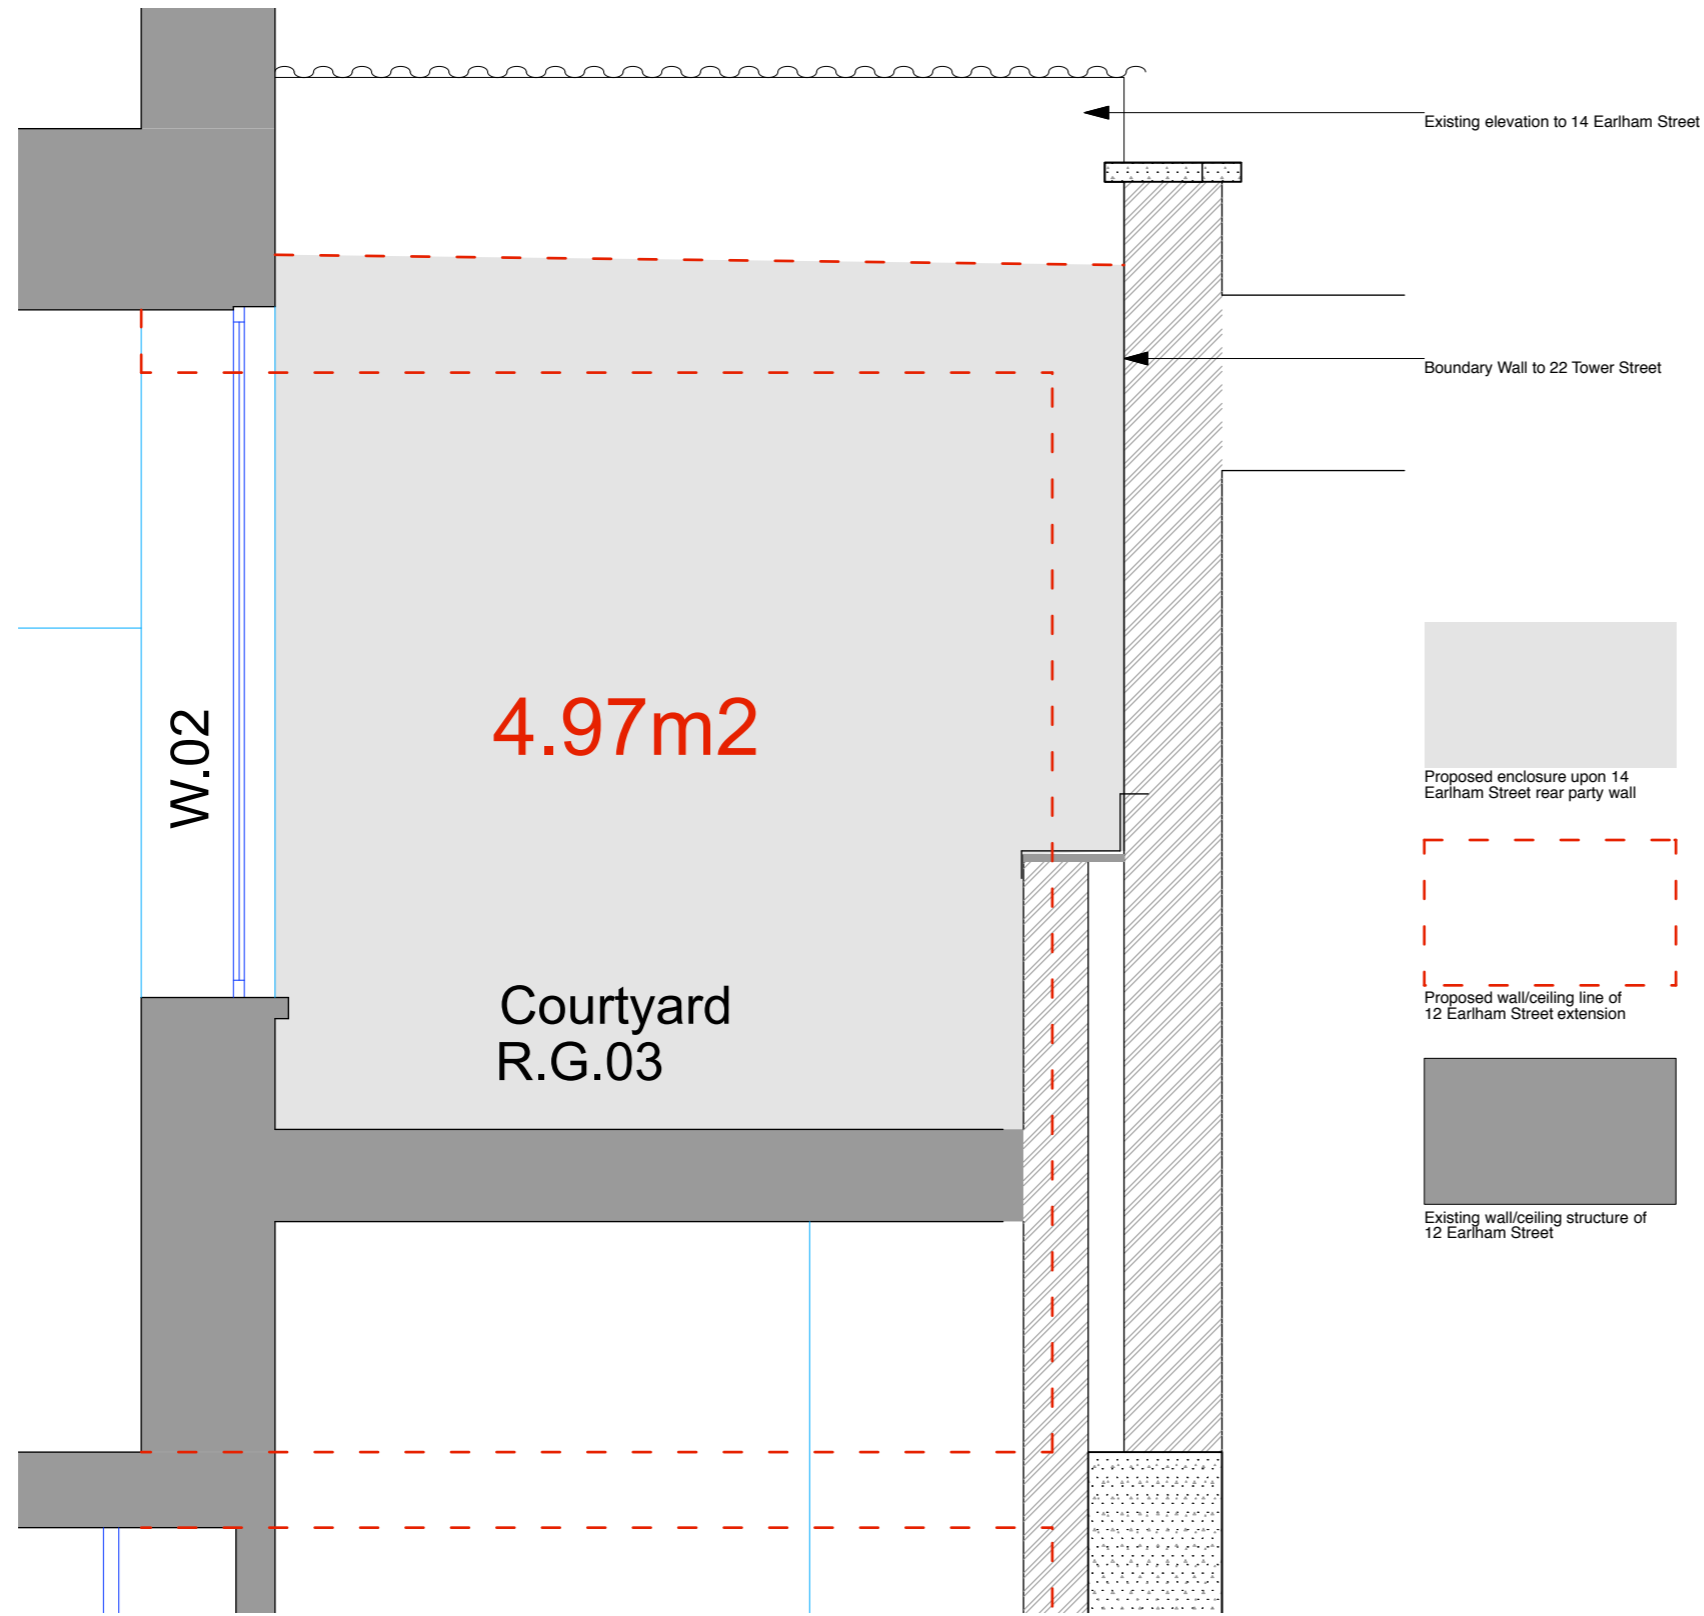 Existing elevation to 14 Earlham Street
Boundary Wall to 22 Tower Street
W.02
4.97m2
Courtyard
R.G.03
Proposed enclosure upon 14
Earlham Street rear party wall
Proposed wall/ceiling line of
12 Earlham Street extension
Existing wall/ceiling structure of
12 Earlham Street